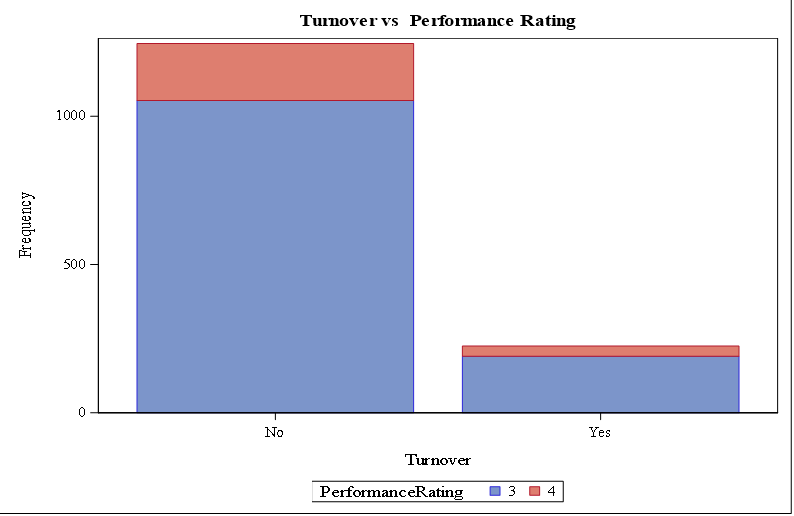 Turnover vs Performance Rating
1000
500
0
Frequency
No Yes
Turnover
PerformanceRating 3 4